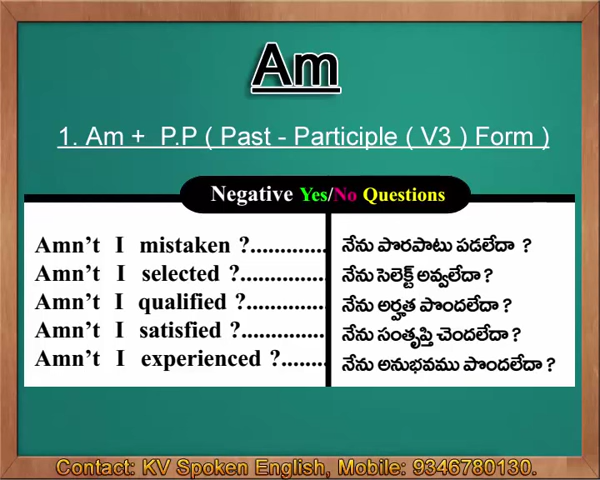 Am
1. Am + P.P ( Past - Participle ( V3 ) Form )
Negative Yes/No Questions
Amn't I mistaken ?............. నేను పొరపాటు పడలేదా ?
Amn't I selected ?.............. నేను సెలెక్ట్ అవ్వలేదా ?
Amn't I qualified ?............. నేను అర్హత పొందలేదా ?
Amn't I satisfied ?.............. నేను సంతృప్తి చెందలేదా ?
Amn't I experienced ?........ నేను అనుభవము పొందలేదా ?
Contact: KV Spoken English, Mobile: 9346780130.